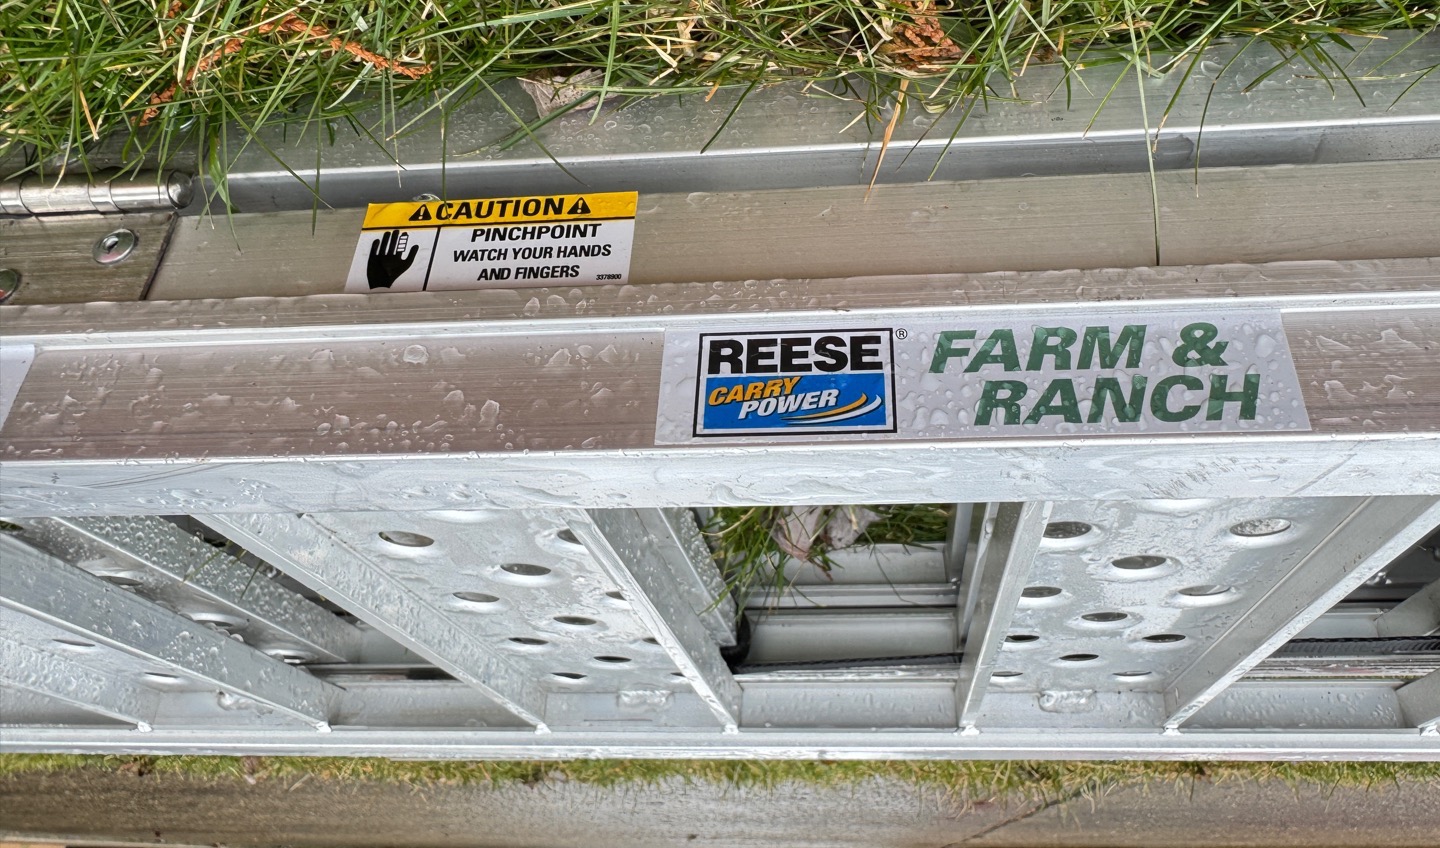 CAUTION
PINCHPOINT
WATCH YOUR HANDS
AND FINGERS
3378900
REESE®
CARRY
POWER
FARM &
RANCH